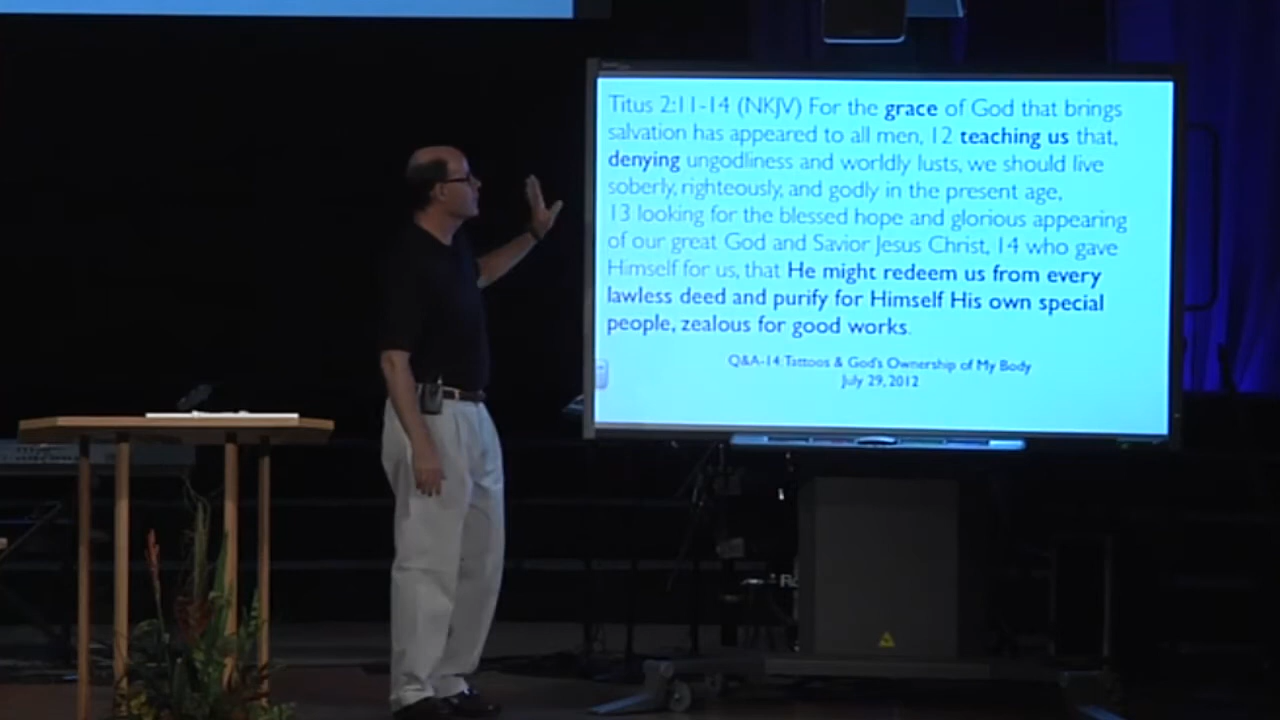 Titus 2:11-14 (NKJV) For the grace of God that brings
salvation has appeared to all men, 12 teaching us that,
denying ungodliness and worldly lusts, we should live
soberly, righteously, and godly in the present age,
13 looking for the blessed hope and glorious appearing
of our great God and Savior Jesus Christ, 14 who gave
Himself for us, that He might redeem us from every
lawless deed and purify for Himself His own special
people, zealous for good works.
Q&A-14: Tattoos & God's Ownership of My Body
July 29, 2012